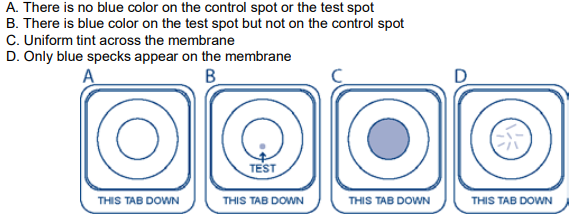 A. There is no blue color on the control spot or the test spot
B. There is blue color on the test spot but not on the control spot
C. Uniform tint across the membrane
D. Only blue specks appear on the membrane
A B C D
TEST
THIS TAB DOWN THIS TAB DOWN THIS TAB DOWN THIS TAB DOWN